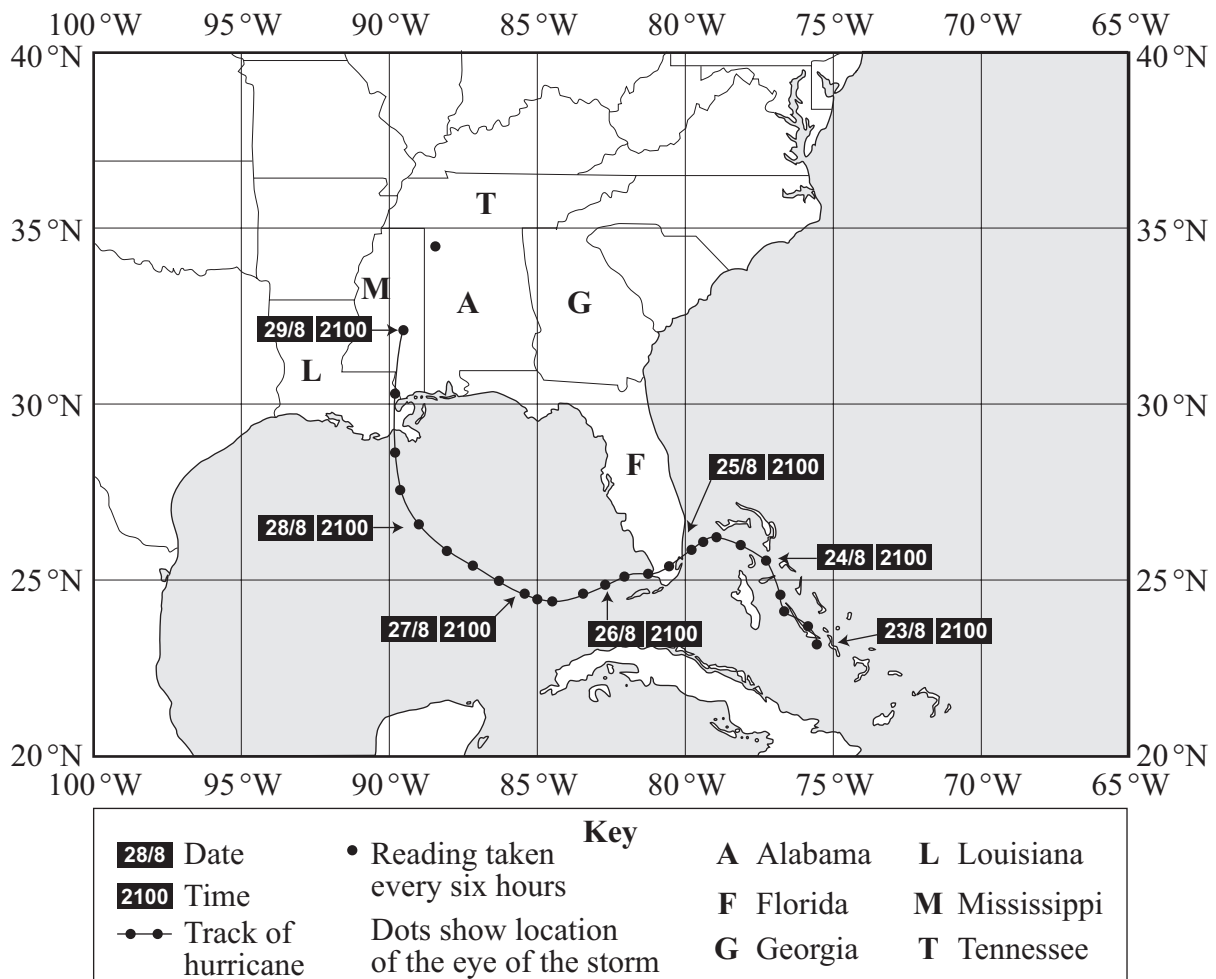 95°W 90°W 85°W 80°W 75°W 70°W 65°W
40°N 40°N
T
35°N 35°N
M A G
29/8 2100
L
30°N 30°N
F
25/8 2100
28/8 2100
24/8 2100
25°N 25°N
27/8 2100 26/8 2100 23/8 2100
20°N 20°N
100°W 95°W 90°W 85°W 80°W 75°W 70°W 65°W
Key
28/8 Date
2100 Time
Track of
hurricane
Reading taken
every six hours
Dots show location
of the eye of the storm
A Alabama
F Florida
G Georgia
L Louisiana
M Mississippi
T Tennessee